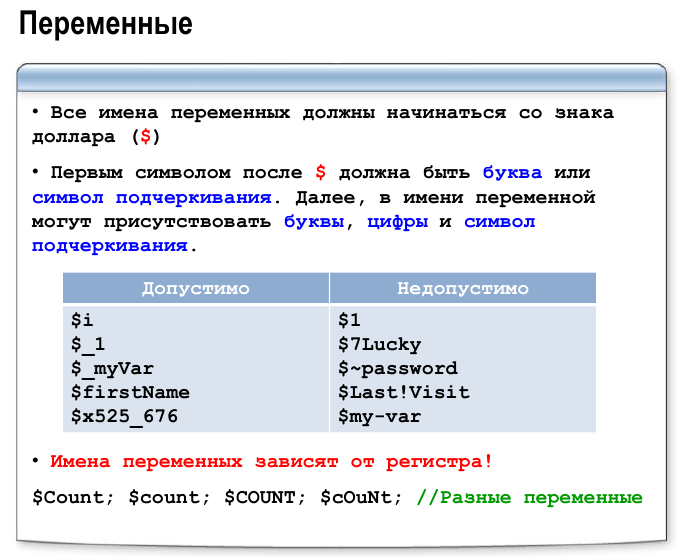 Переменные
• Все имена переменных должны начинаться со знака
доллара ($)
• Первым символом после $ должна быть буква или
символ подчеркивания. Далее, в имени переменной
могут присутствовать буквы, цифры и символ
подчеркивания.
Допустимо Недопустимо
$i $1
$_1 $7Lucky
$_myVar $~password
$firstName $Last!Visit
$x525_676 $my-var
• Имена переменных зависят от регистра!
$Count; $count; $COUNT; $cOuNt; //Разные переменные